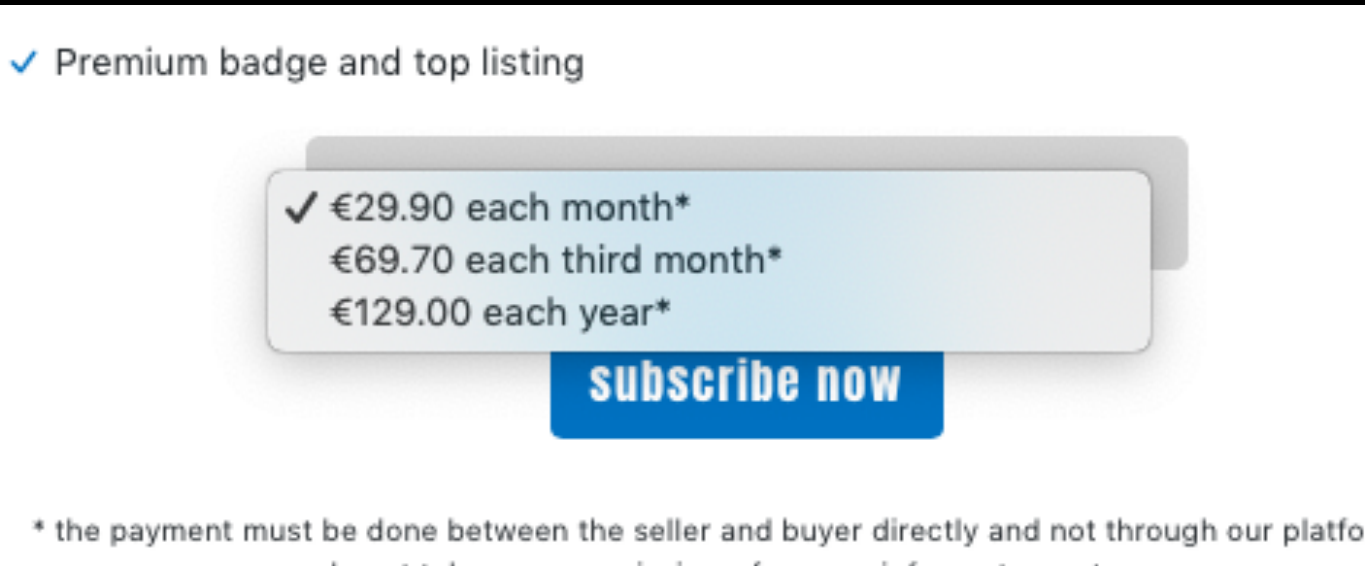 Premium badge and top listing
€29.90 each month*
€69.70 each third month*
€129.00 each year*
subscribe now
* the payment must be done between the seller and buyer directly and not through our